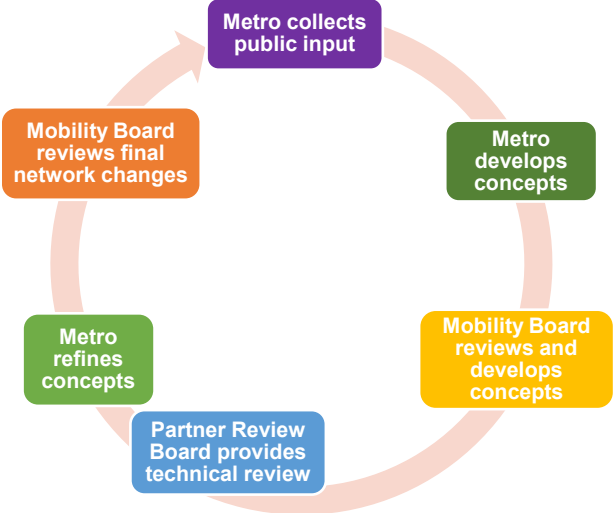 Metro collects
public input
Metro
develops
concepts
Mobility Board
reviews and
develops
concepts
Partner Review
Board provides
technical review
Metro
refines
concepts
Mobility Board
reviews final
network changes